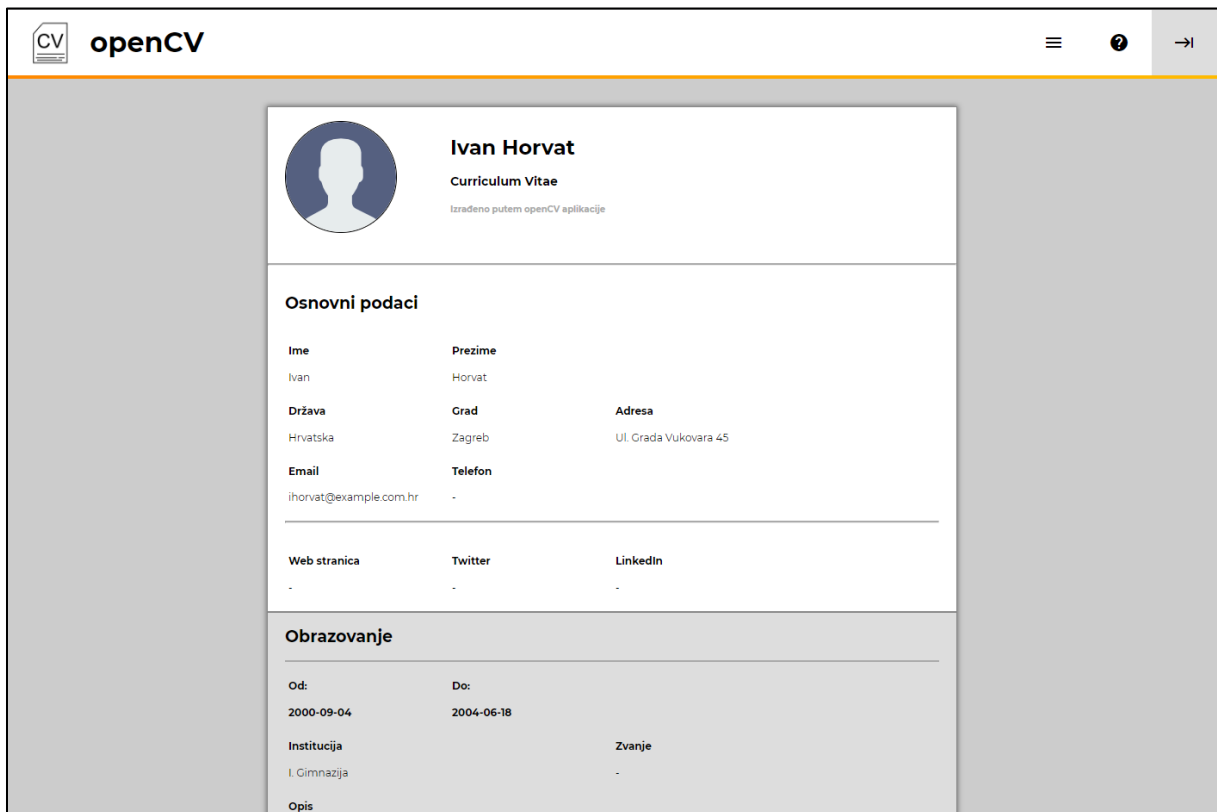 CV openCV
Ivan Horvat
Curriculum Vitae
Izrađeno putem openCV aplikacije
Osnovni podaci
Ime Prezime
Ivan Horvat
Država Grad Adresa
Hrvatska Zagreb Ul. Grada Vukovara 45
Email Telefon
ihorvat@example.com.hr -
Web stranica Twitter LinkedIn
- - -
Obrazovanje
Od: Do:
2000-09-04 2004-06-18
Institucija Zvanje
I. Gimnazija -
Opis